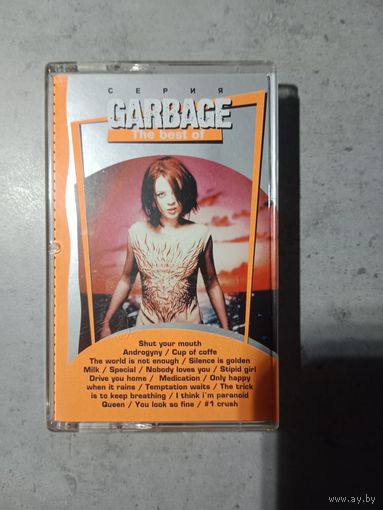 СЕРИЯ
GARBAGE
The best of
Shut your mouth
Androgyny / Cup of coffe
The world is not enough / Silence is golden
Milk / Special / Nobody loves you / Stipid girl
Drive you home / Medication / Only happy
when it rains / Temptation waits / The trick
is to keep breathing / I think i`m paranoid
Queen / You look so fine / #1 crush
www.ay.by